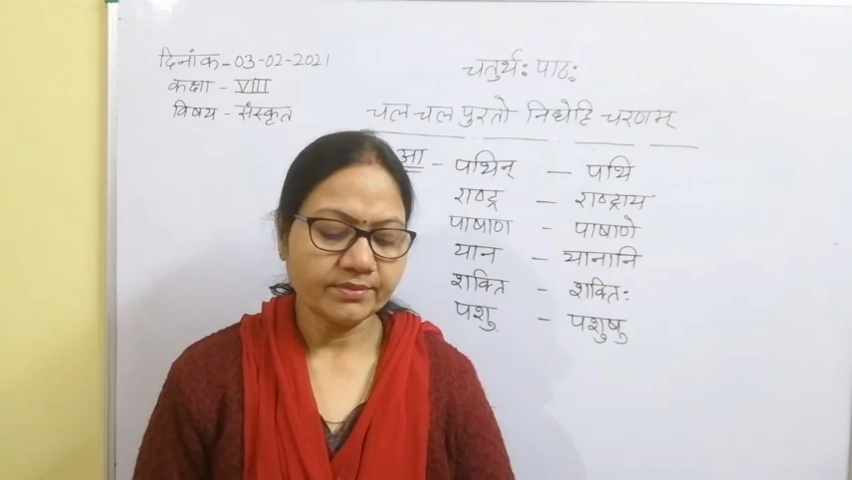 दिनांक - 03-02-2021
कक्षा - VIII
विषय - संस्कृत
चतुर्थ: पाठ:
चल चल पुरतो निधेहि चरणम्
आ - पथिन् - पथि
राष्ट्र - राष्ट्राय
पाषाण - पाषाणे
यान - यानानि
शक्ति - शक्ति:
पशु - पशुषु